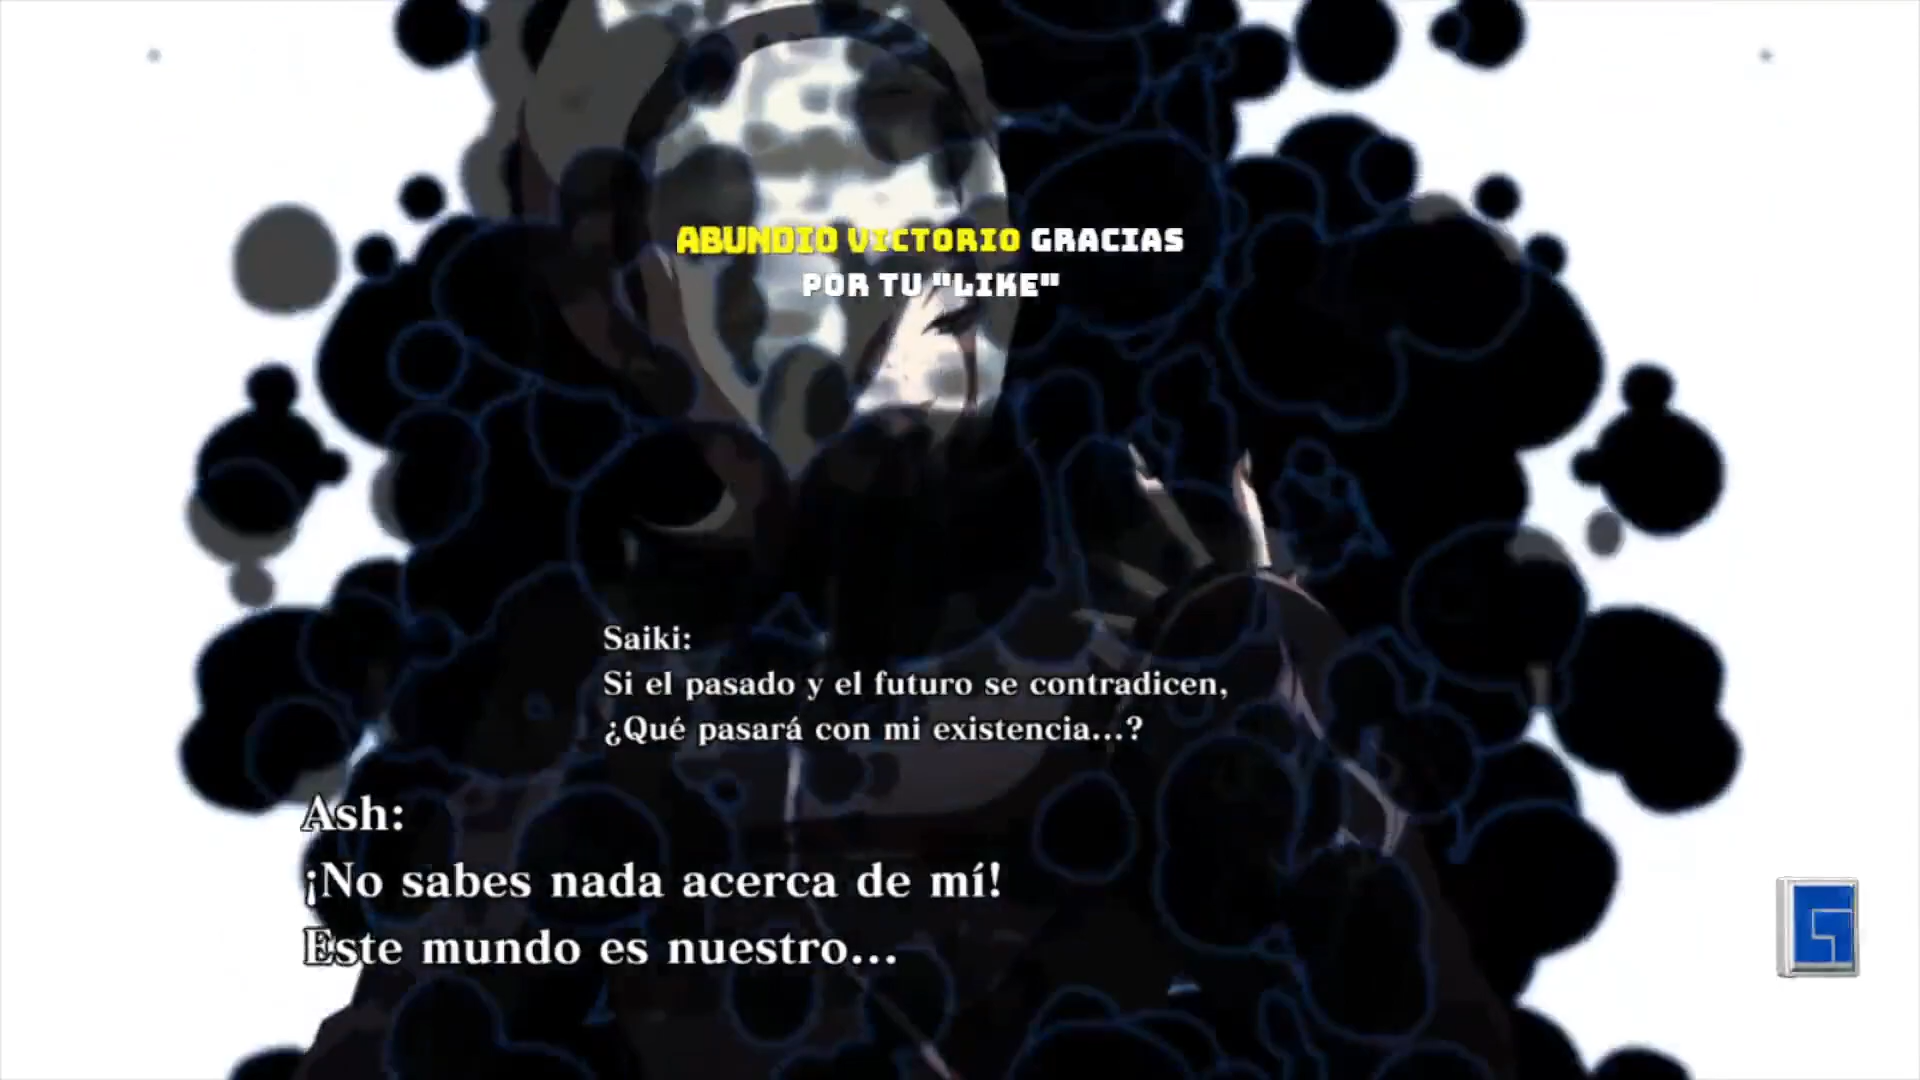 ABUNDIO VICTORIO GRACIAS
POR TU "LIKE"
Saiki:
Si el pasado y el futuro se contradicen,
¿Qué pasará con mi existencia...?
Ash:
¡No sabes nada acerca de mí!
Este mundo es nuestro...